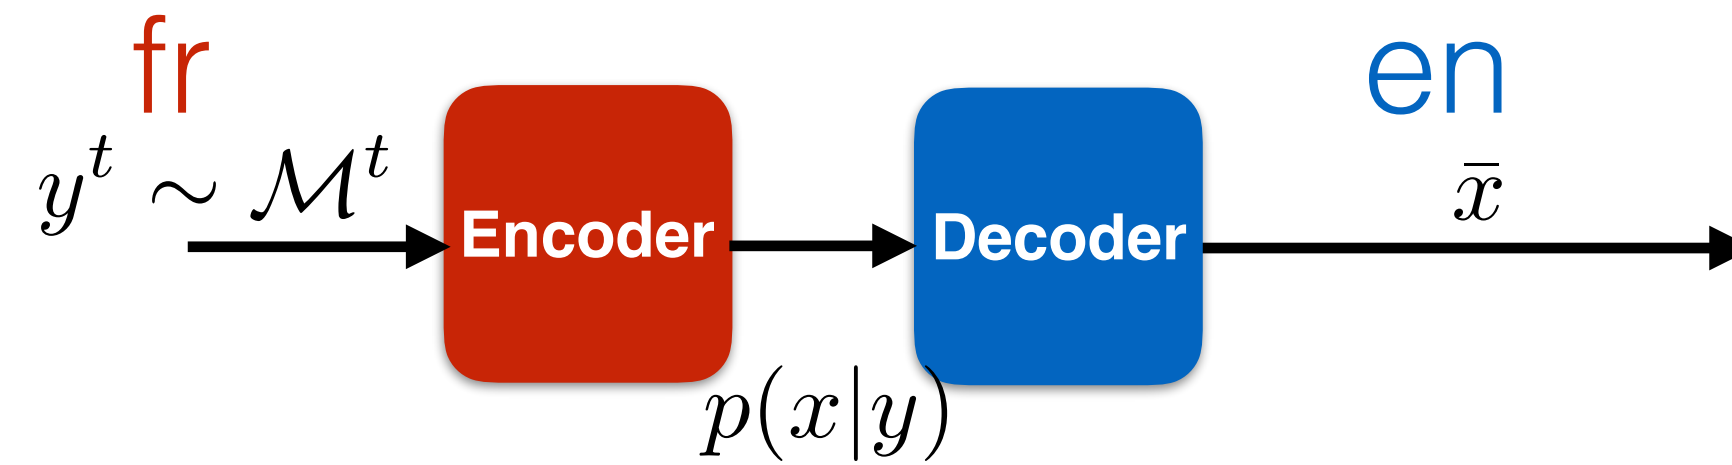 fr
en
y^t ∼ ℳ^t
x̄
Encoder
Decoder
p(x|y)